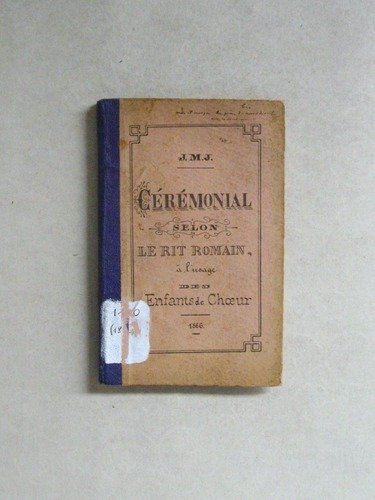 J.M.J.
CÉRÉMONIAL
SELON
LE RIT ROMAIN,
à l'usage
DES
Enfants de Chœur
1866.